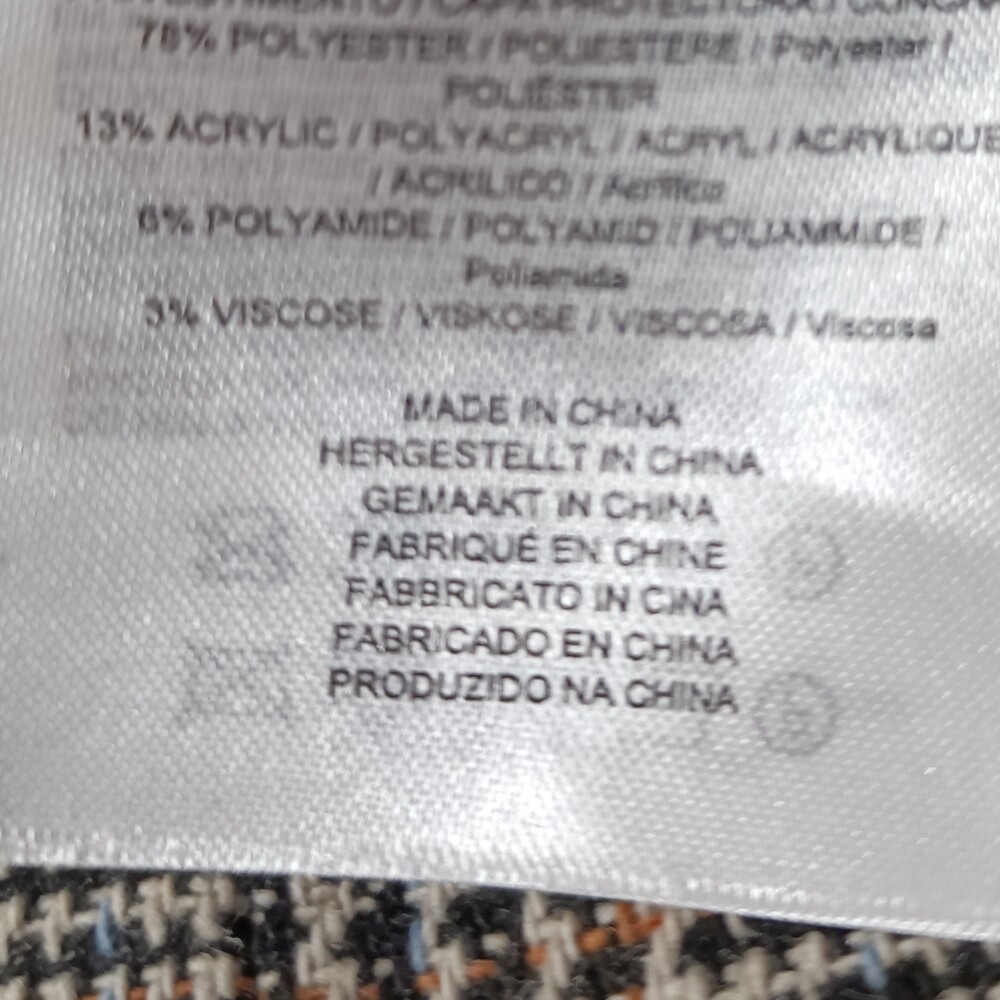 78% POLYESTER / POLIESTERE / Polyester /
POLIÉSTER
13% ACRYLIC / POLYACRYL / ACRYL / ACRYLIQUE
/ ACRILICO / Acrílico
6% POLYAMIDE / POLYAMID / POLIAMMIDE /
Poliamida
3% VISCOSE / VISKOSE / VISCOSA / Viscosa
MADE IN CHINA
HERGESTELLT IN CHINA
GEMAAKT IN CHINA
FABRIQUÉ EN CHINE
FABBRICATO IN CINA
FABRICADO EN CHINA
PRODUZIDO NA CHINA